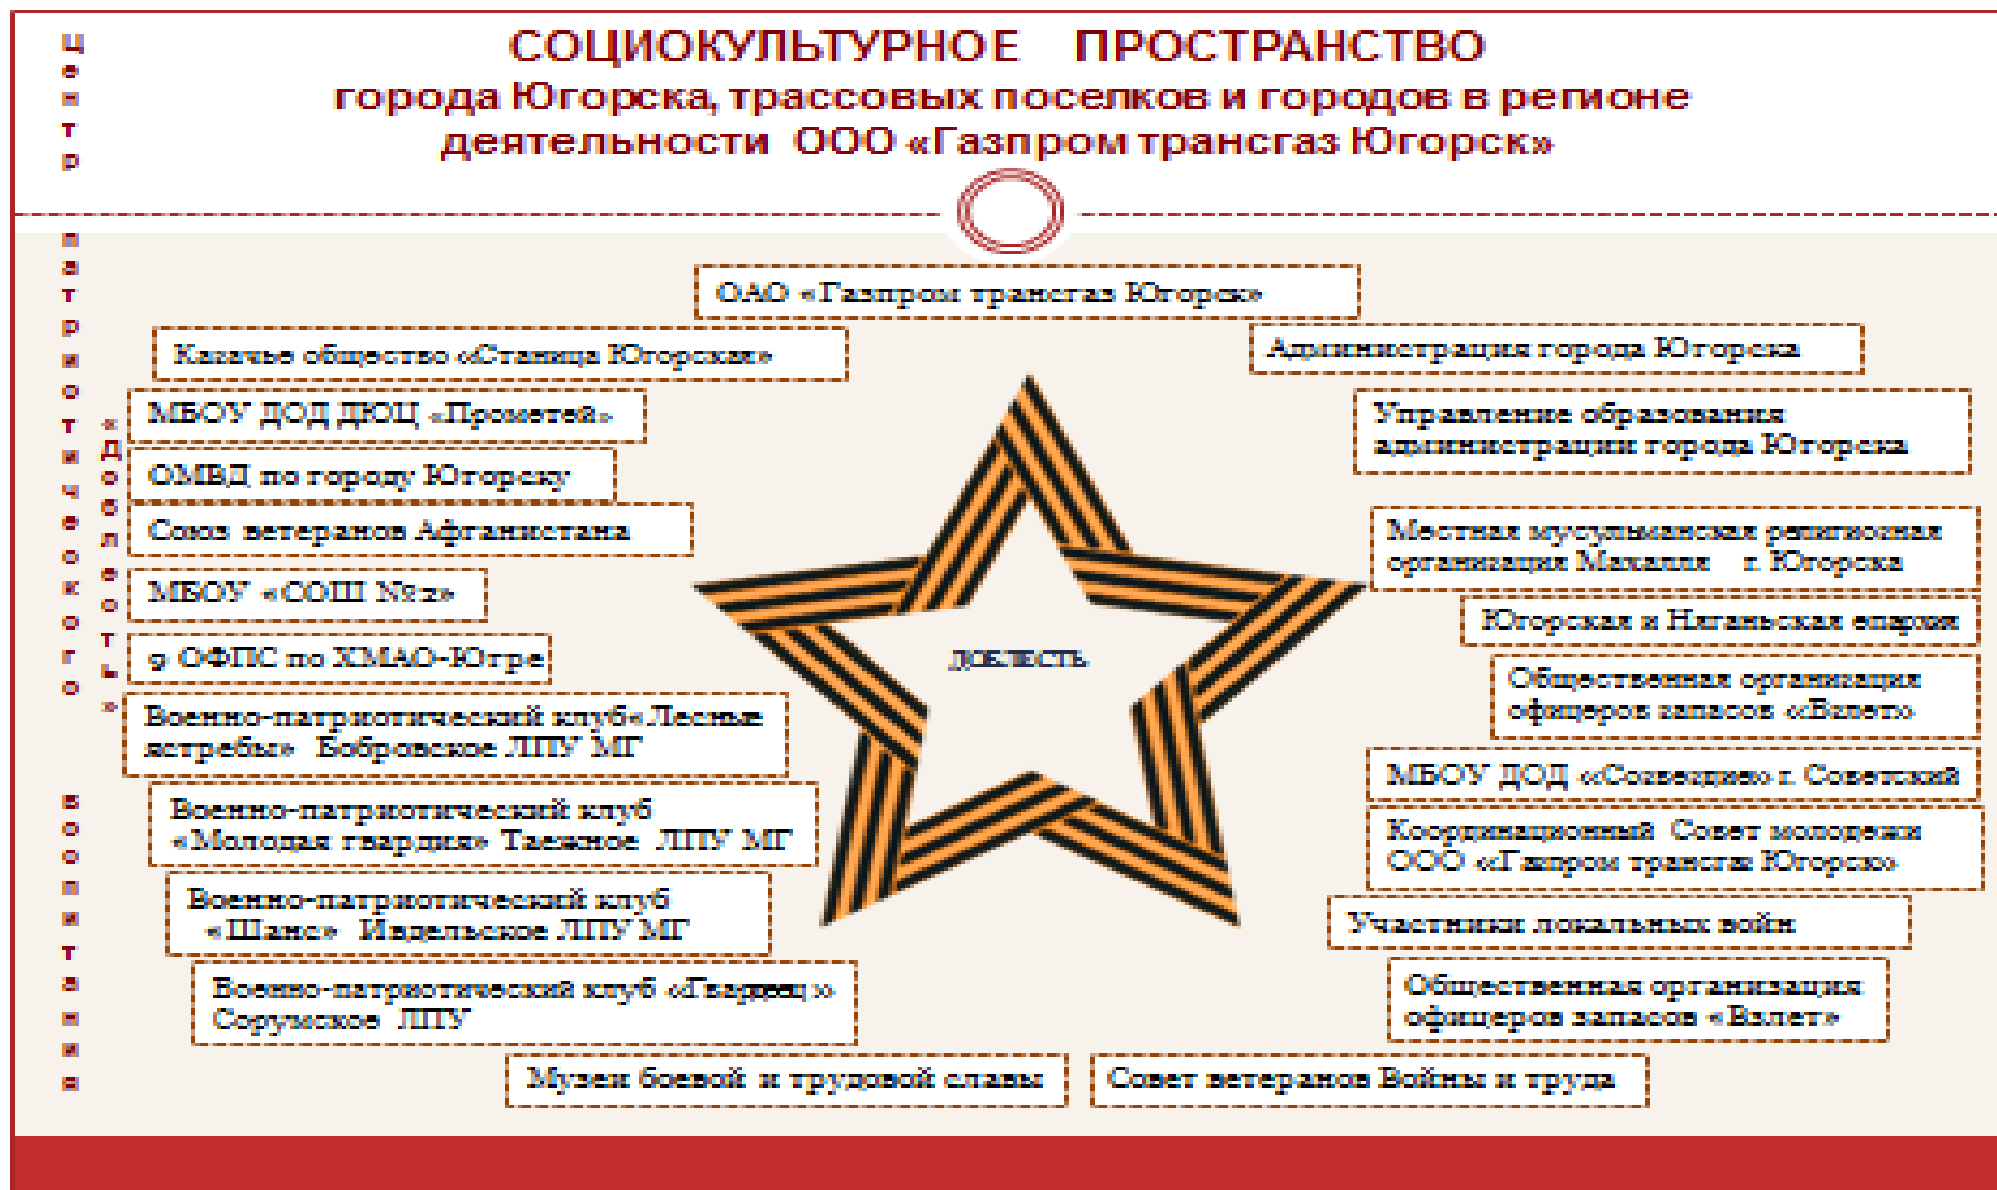 СОЦИОКУЛЬТУРНОЕ ПРОСТРАНСТВО
города Югорска, трассовых поселков и городов в регионе
деятельности ООО «Газпром трансгаз Югорск»
Центр патриотического воспитания
«Доблесть»
ОАО «Газпром трансгаз Югорск»
Казачье общество «Станица Югорская»
Администрация города Югорска
МБОУ ДОД ДЮЦ «Прометей»
Управление образования
администрации города Югорска
ОМВД по городу Югорску
Союз ветеранов Афганистана
Местная мусульманская религиозная
организация Махалля г. Югорска
МБОУ «СОШ №2»
Югорская и Няганьская епархия
9 ОФПС по ХМАО-Югре
ДОБЛЕСТЬ
Общественная организация
офицеров запасов «Взлет»
Военно-патриотический клуб«Лесные
ястребы» Бобровское ЛПУ МГ
МБОУ ДОД «Созвездие» г. Советский
Военно-патриотический клуб
«Молодая гвардия» Таежное ЛПУ МГ
Координационный Совет молодежи
ООО «Газпром трансгаз Югорск»
Военно-патриотический клуб
«Шанс» Ивдельское ЛПУ МГ
Участники локальных войн
Военно-патриотический клуб «Гвардеец»
Сорумское ЛПУ
Общественная организация
офицеров запасов «Взлет»
Музеи боевой и трудовой славы
Совет ветеранов Войны и труда